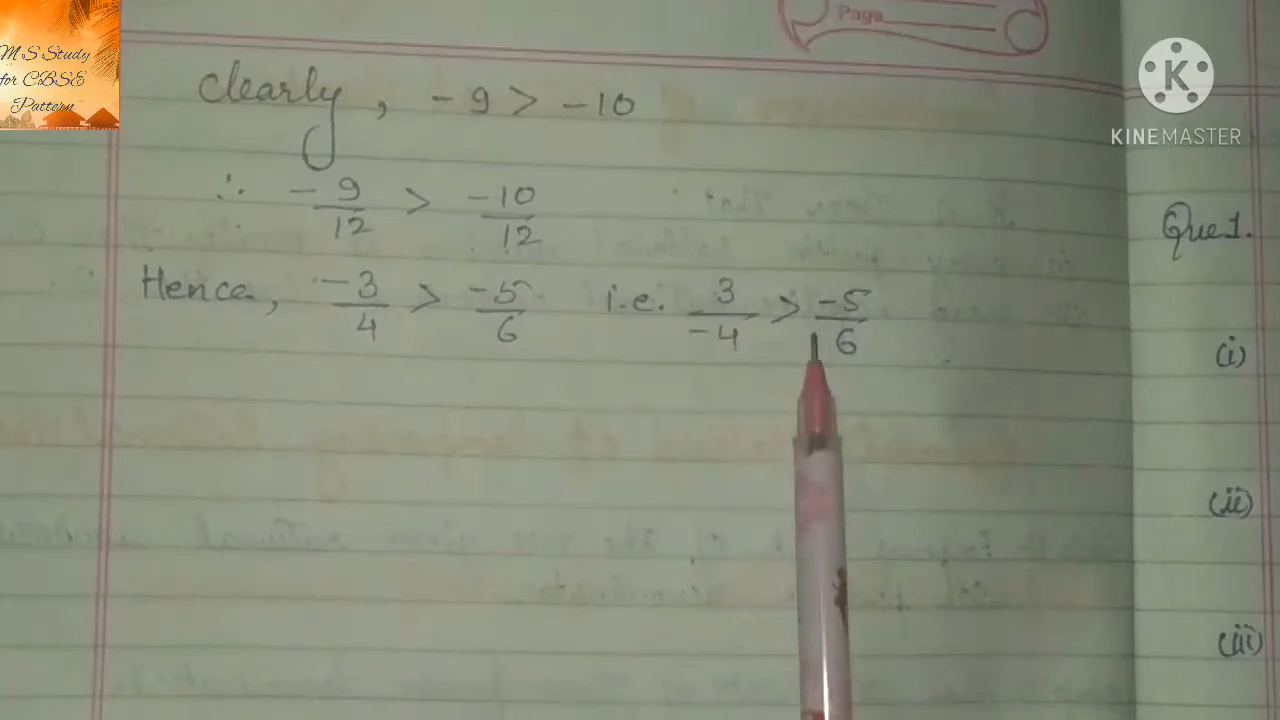 MS Study
for CBSE
Pattern
Page
KINEMASTER
Clearly, -9 > -10
∴ -9/12 > -10/12
Hence, -3/4 > -5/6 i.e. 3/-4 > -5/6
Que 1.
(i)
(ii)
(iii)